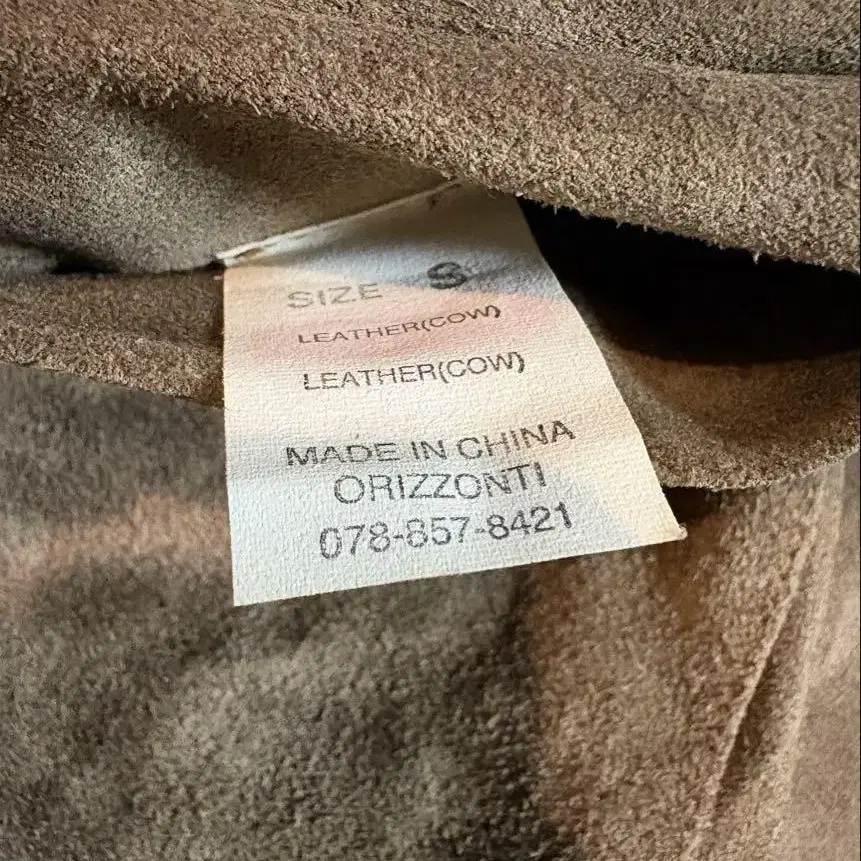 SIZE S
LEATHER(COW)
LEATHER(COW)
MADE IN CHINA
ORIZZONTI
078-857-8421